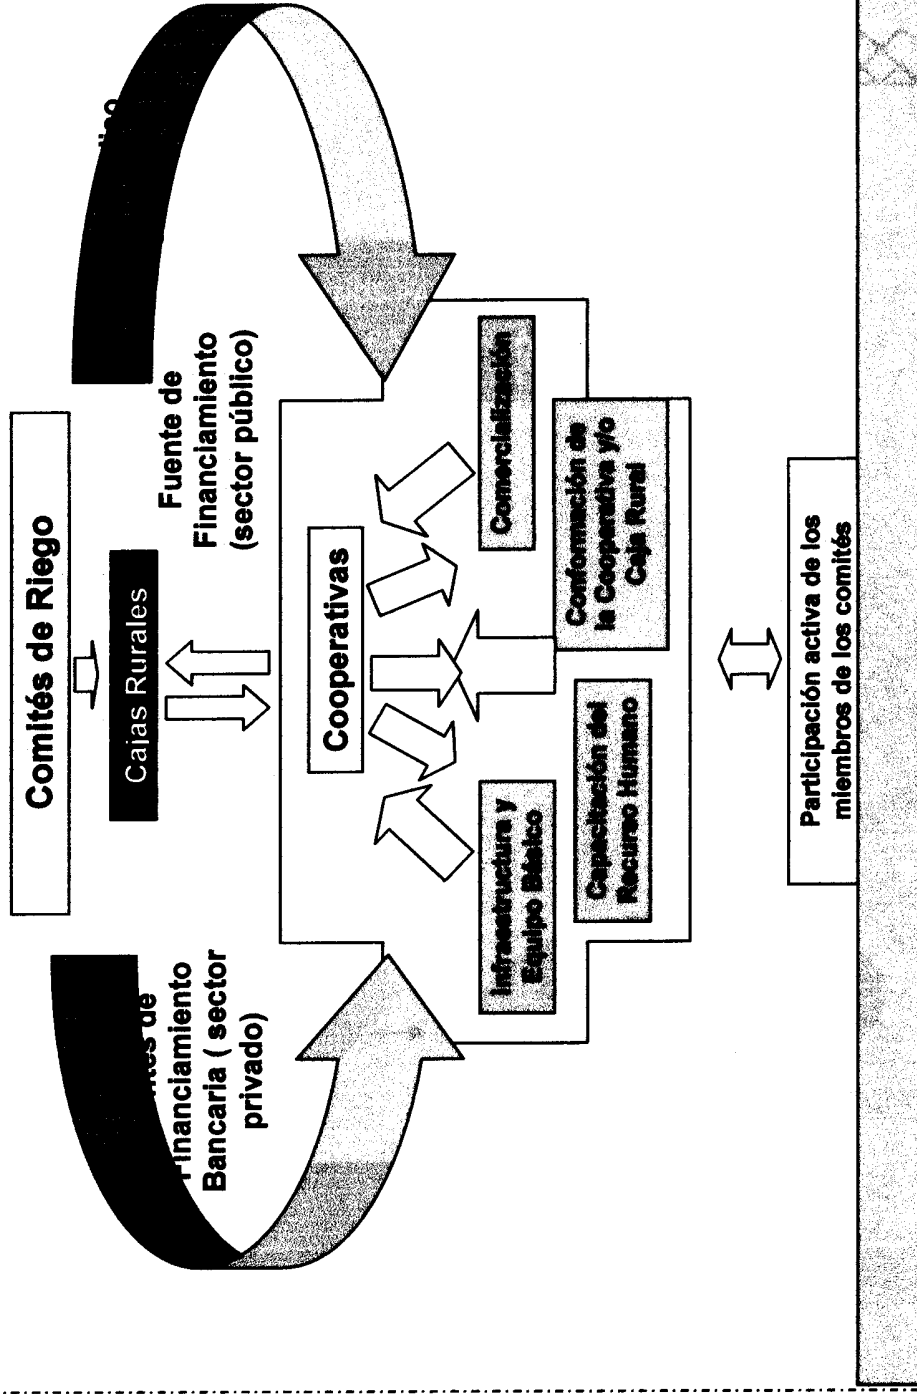 Comités de Riego
Cajas Rurales
Financiamiento
Bancaria ( sector
privado)
Fuente de
Financiamiento
(sector público)
Cooperativas
Infraestructura y
Equipo Básico
Comercialización
Capacitación del
Recurso Humano
Conformación de
la Cooperativa y/o
Caja Rural
Participación activa de los
miembros de los comités